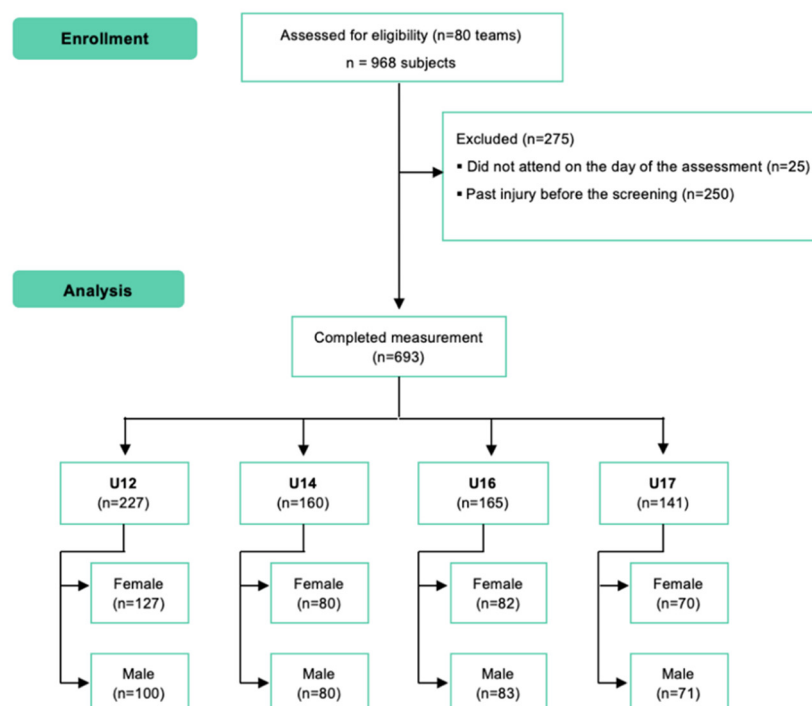 Enrollment
Assessed for eligibility (n=80 teams)
n = 968 subjects
Excluded (n=275)
▪ Did not attend on the day of the assessment (n=25)
▪ Past injury before the screening (n=250)
Analysis
Completed measurement
(n=693)
U12
(n=227)
U14
(n=160)
U16
(n=165)
U17
(n=141)
Female
(n=127)
Female
(n=80)
Female
(n=82)
Female
(n=70)
Male
(n=100)
Male
(n=80)
Male
(n=83)
Male
(n=71)